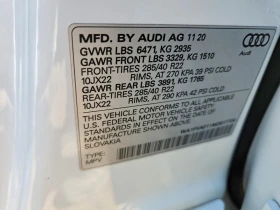 MFD. BY AUDI AG 11 20
GVWR LBS 6471, KG 2935
GAWR FRONT LBS 3329, KG 1510
FRONT-TIRES 285/40 R22
10JX22 RIMS, AT 270 KPA 39 PSI COLD
GAWR REAR LBS 3891, KG 1765
REAR-TIRES 285/40 R22
10JX22 RIMS, AT 290 KPA 42 PSI COLD
THIS VEHICLE CONFORMS TO ALL APPLICABLE
U.S. FEDERAL MOTOR VEHICLE
SAFETY STANDARDS IN EFFECT ON THE DATE
OF MANUFACTURE SHOWN ABOVE
SLOVAKIA
TYPE:
MPV
Audi